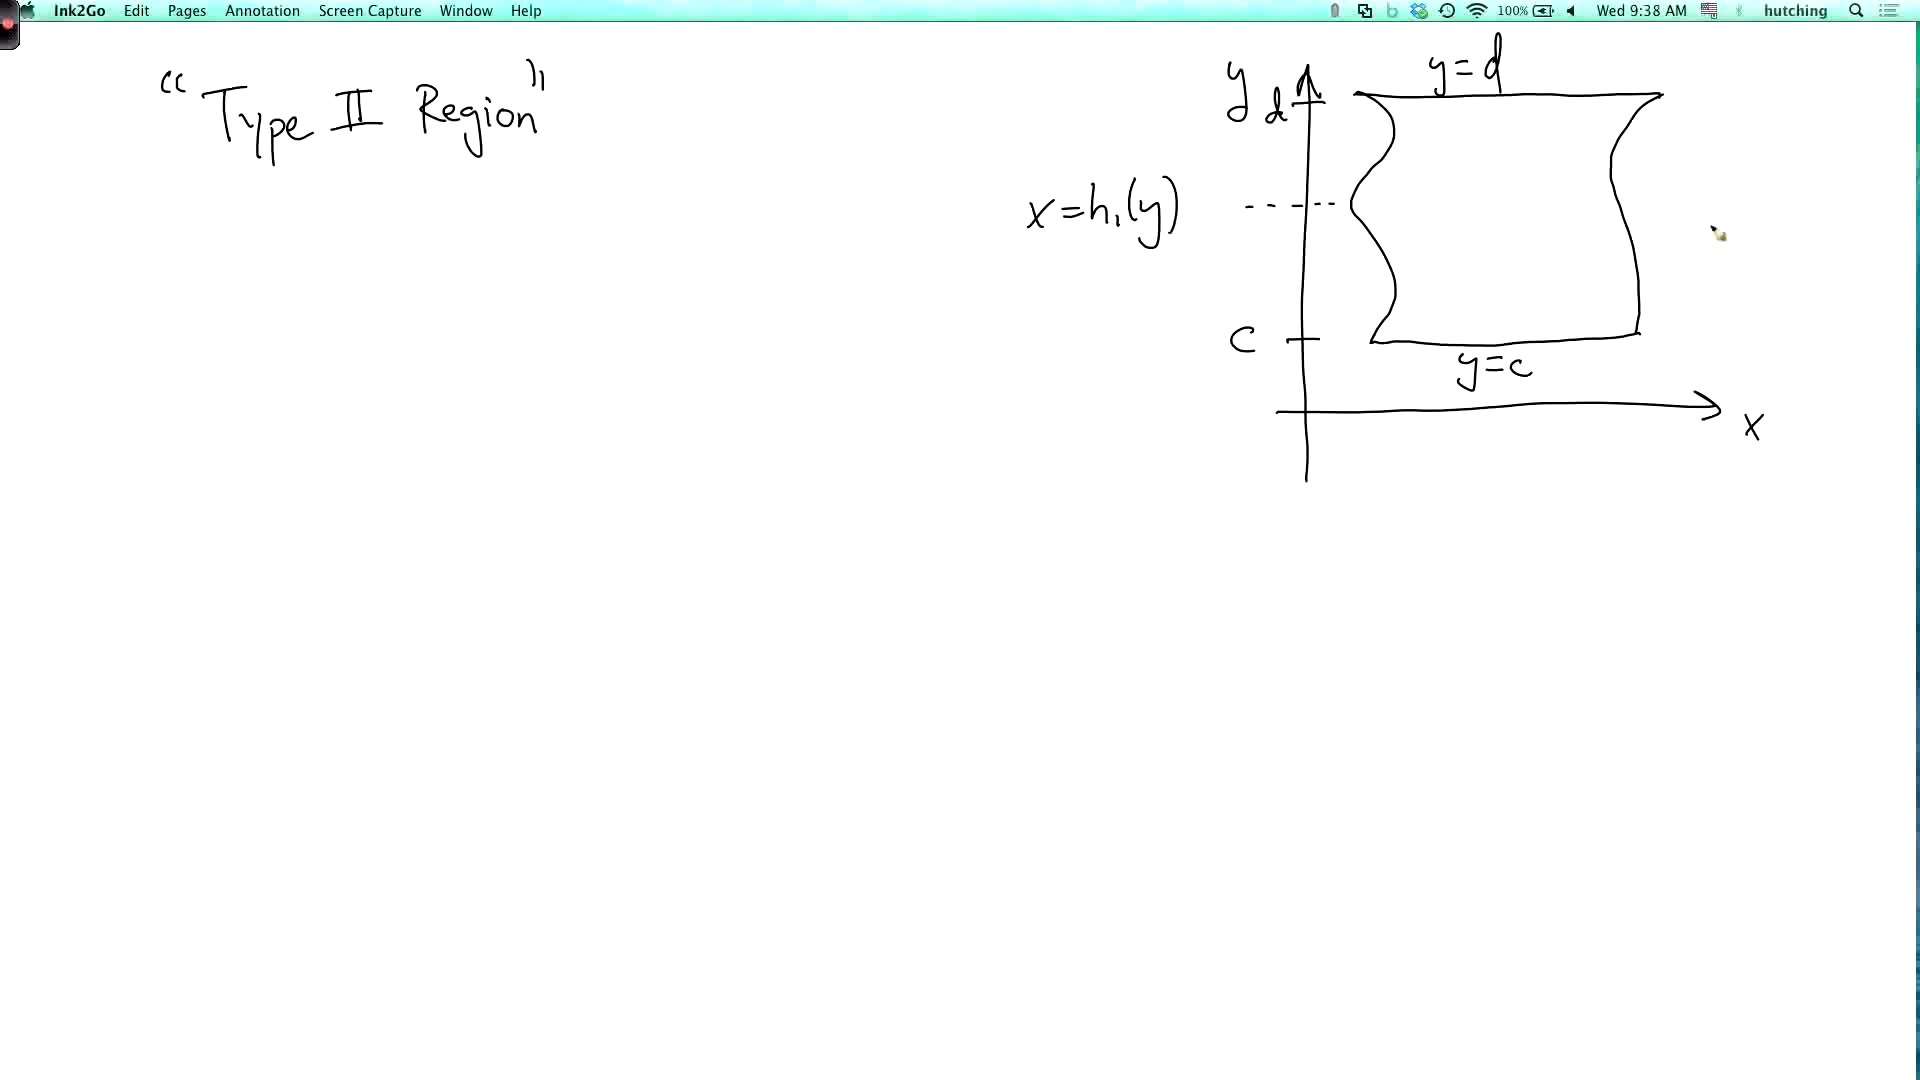 Ink2Go Edit Pages Annotation Screen Capture Window Help 100% Wed 9:38 AM hutching
“Type II Region”
y
d
y=d
x=h₁(y)
c
y=c
x